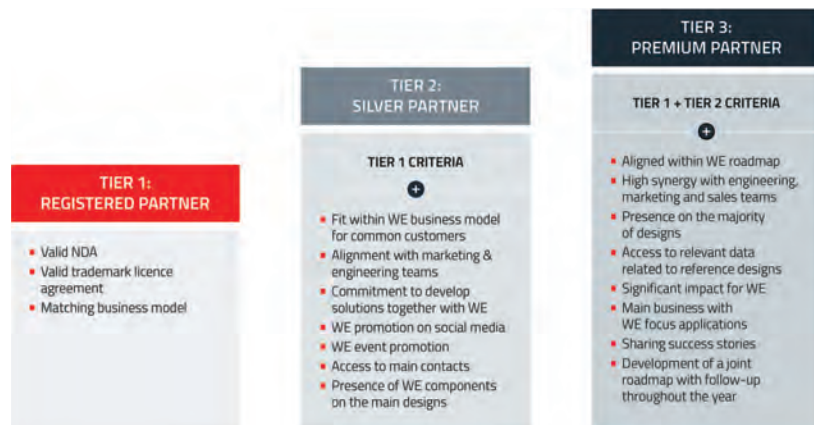 TIER 1:
REGISTERED PARTNER
Valid NDA
Valid trademark licence
agreement
Matching business model
TIER 2:
SILVER PARTNER
TIER 1 CRITERIA
+
Fit within WE business model
for common customers
Alignment with marketing &
engineering teams
Commitment to develop
solutions together with WE
WE promotion on social media
WE event promotion
Access to main contacts
Presence of WE components
on the main designs
TIER 3:
PREMIUM PARTNER
TIER 1 + TIER 2 CRITERIA
+
Aligned within WE roadmap
High synergy with engineering,
marketing and sales teams
Presence on the majority
of designs
Access to relevant data
related to reference designs
Significant impact for WE
Main business with
WE focus applications
Sharing success stories
Development of a joint
roadmap with follow-up
throughout the year